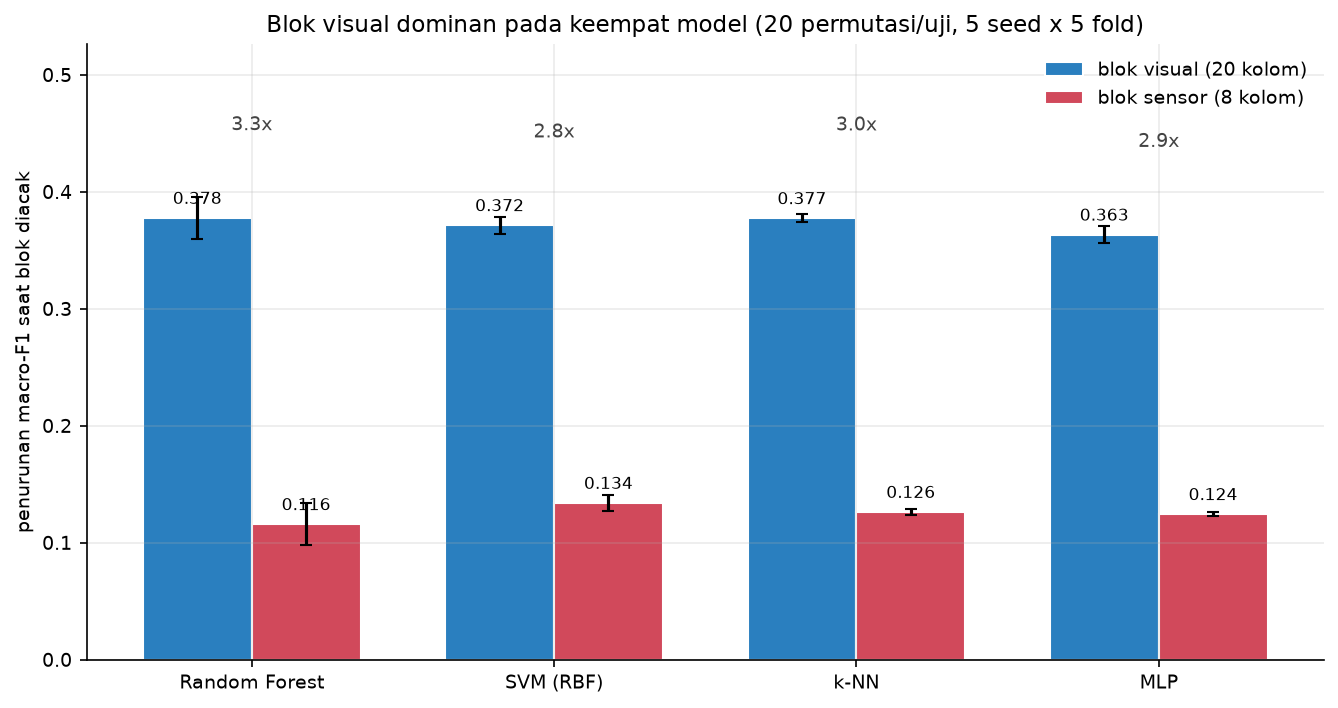 Blok visual dominan pada keempat model (20 permutasi/uji, 5 seed x 5 fold)
blok visual (20 kolom)
blok sensor (8 kolom)
penurunan macro-F1 saat blok diacak
0.5
0.4
0.3
0.2
0.1
0.0
3.3x
2.8x
3.0x
2.9x
0.378
0.116
0.372
0.134
0.377
0.126
0.363
0.124
Random Forest
SVM (RBF)
k-NN
MLP